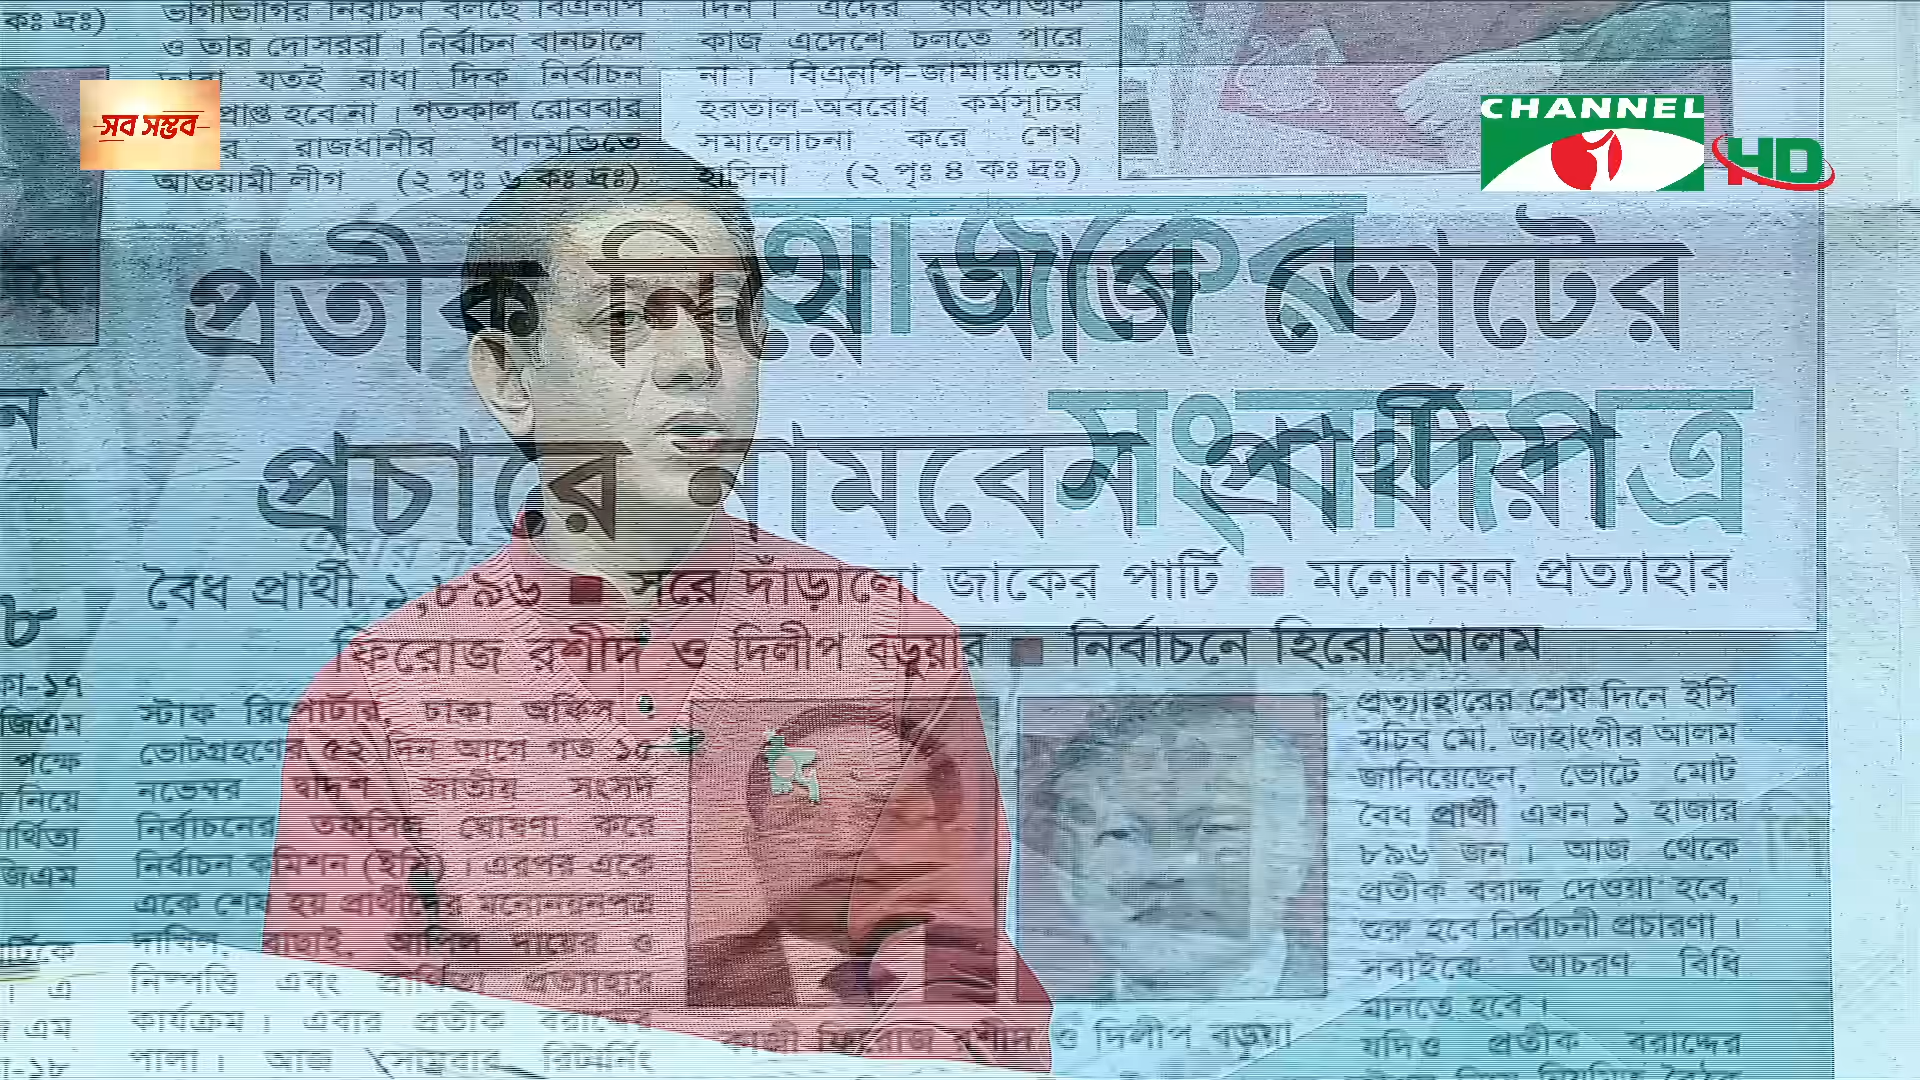 কঃ দ্রঃ)
ভাগাভাগির নির্বাচন বলছে বিএনপি
ও তার দোসররা । নির্বাচন বানচালে
তারা যতই বাধা দিক নির্বাচন
প্রাপ্ত হবে না । গতকাল রোববার
রাজধানীর ধানমন্ডিতে
আওয়ামী লীগ (২ পৃঃ ৬ কঃ দ্রঃ)
দিন । এদের ধ্বংসাত্মক
কাজ এদেশে চলতে পারে
না । বিএনপি-জামায়াতের
হরতাল-অবরোধ কর্মসূচির
সমালোচনা করে শেখ
হাসিনা (২ পৃঃ ৪ কঃ দ্রঃ)
সব সম্ভব
CHANNEL i HD
আজকের
সংবাদপত্র
প্রতীক নিয়ে আজ ভোটের
প্রচারে নামবেন প্রার্থীরা
বৈধ প্রার্থী ১,৮৯৬ ■ সরে দাঁড়ালো জাকের পার্টি ■ মনোনয়ন প্রত্যাহার
ফিরোজ রশীদ ও দিলীপ বড়ুয়ার ■ নির্বাচনে হিরো আলম
স্টাফ রিপোর্টার, ঢাকা অফিস ॥
ভোটগ্রহণের ৫২ দিন আগে গত ১৫
নভেম্বর দ্বাদশ জাতীয় সংসদ
নির্বাচনের তফসিল ঘোষণা করে
নির্বাচন কমিশন (ইসি) । এরপর একে
একে শেষ হয় প্রার্থীদের মনোনয়নপত্র
দাখিল, বাছাই, আপিল দায়ের ও
নিষ্পত্তি এবং প্রার্থিতা প্রত্যাহার
কার্যক্রম । এবার প্রতীক বরাদ্দের
পালা । আজ সোমবার রিটার্নিং
কাজী ফিরোজ রশীদ ও দিলীপ বড়ুয়া
প্রত্যাহারের শেষ দিনে ইসি
সচিব মো. জাহাংগীর আলম
জানিয়েছেন, ভোটে মোট
বৈধ প্রার্থী এখন ১ হাজার
৮৯৬ জন । আজ থেকে
প্রতীক বরাদ্দ দেওয়া হবে,
শুরু হবে নির্বাচনী প্রচারণা ।
সবাইকে আচরণ বিধি
মানতে হবে ।
যদিও প্রতীক বরাদ্দের